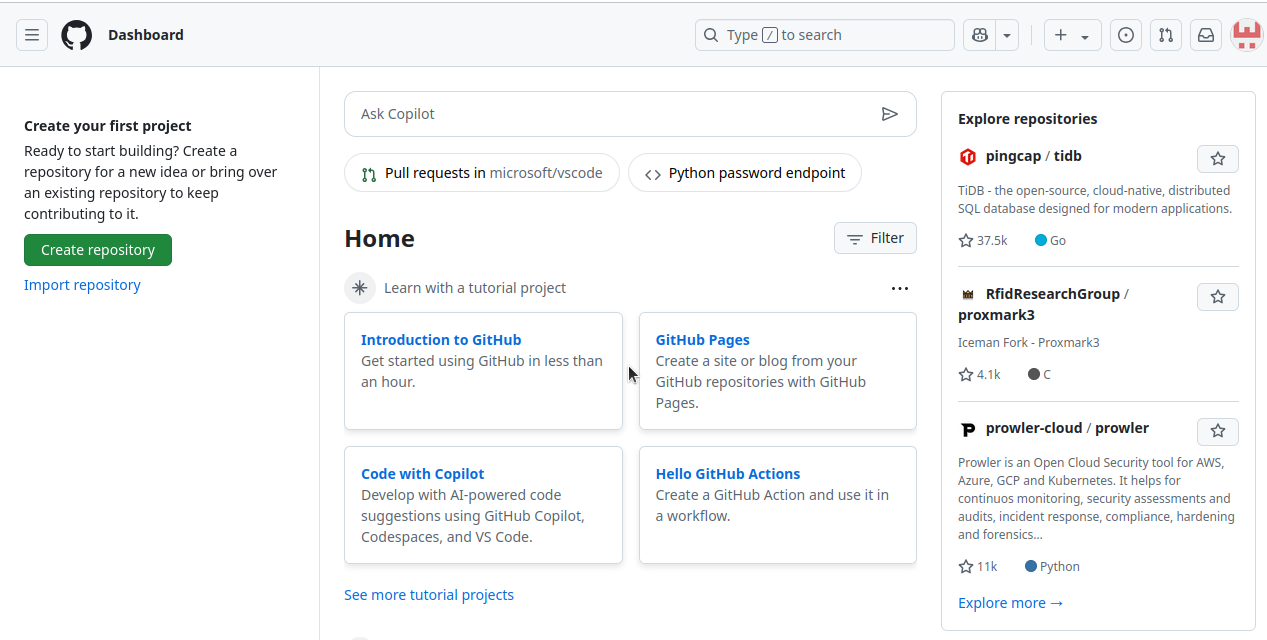 Dashboard
Type / to search
Create your first project
Ready to start building? Create a
repository for a new idea or bring over
an existing repository to keep
contributing to it.
Create repository
Import repository
Ask Copilot
Pull requests in microsoft/vscode
Python password endpoint
Home
Filter
Learn with a tutorial project
Introduction to GitHub
Get started using GitHub in less than
an hour.
GitHub Pages
Create a site or blog from your
GitHub repositories with GitHub
Pages.
Code with Copilot
Develop with AI-powered code
suggestions using GitHub Copilot,
Codespaces, and VS Code.
Hello GitHub Actions
Create a GitHub Action and use it in
a workflow.
See more tutorial projects
Explore repositories
pingcap / tidb
TiDB - the open-source, cloud-native, distributed
SQL database designed for modern applications.
37.5k Go
RfidResearchGroup /
proxmark3
Iceman Fork - Proxmark3
4.1k C
prowler-cloud / prowler
Prowler is an Open Cloud Security tool for AWS,
Azure, GCP and Kubernetes. It helps for
continuos monitoring, security assessments and
audits, incident response, compliance, hardening
and forensics...
11k Python
Explore more →